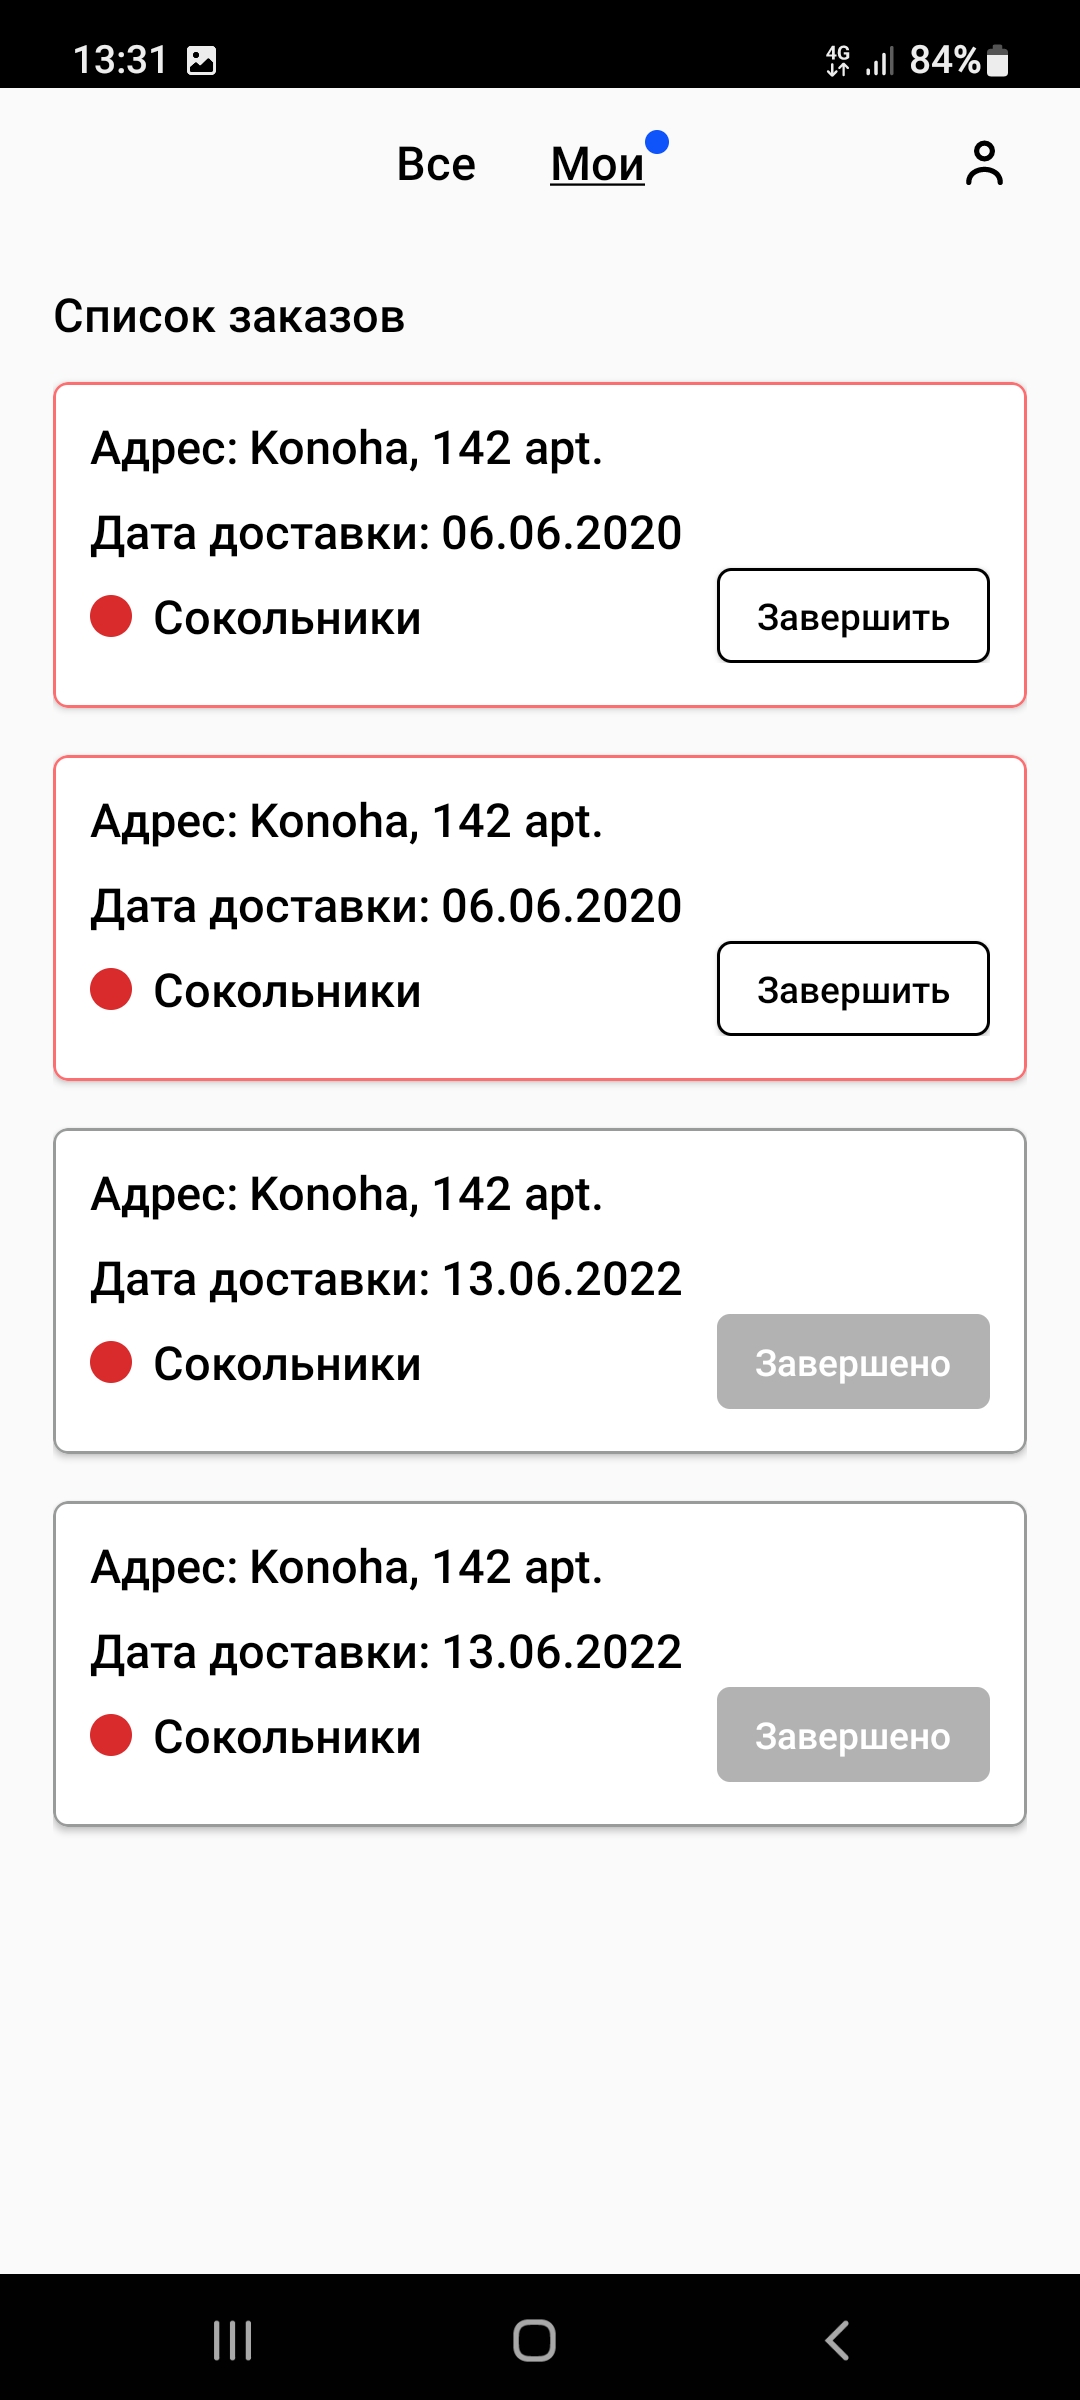 13:31 4G 84%
Все Мои
Список заказов
Адрес: Konoha, 142 apt.
Дата доставки: 06.06.2020
Сокольники Завершить
Адрес: Konoha, 142 apt.
Дата доставки: 06.06.2020
Сокольники Завершить
Адрес: Konoha, 142 apt.
Дата доставки: 13.06.2022
Сокольники Завершено
Адрес: Konoha, 142 apt.
Дата доставки: 13.06.2022
Сокольники Завершено